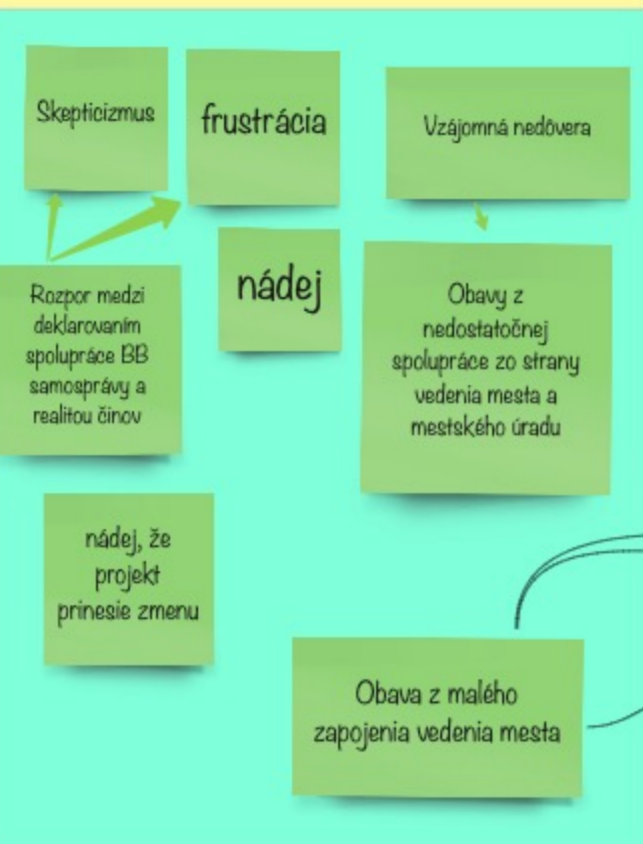 Skepticizmus
frustrácia
Vzájomná nedôvera
nádej
Rozpor medzi
deklarovaním
spolupráce BB
samosprávy a
realitou činov
Obavy z
nedostatočnej
spolupráce zo strany
vedenia mesta a
mestského úradu
nádej, že
projekt
prinesie zmenu
Obava z malého
zapojenia vedenia mesta